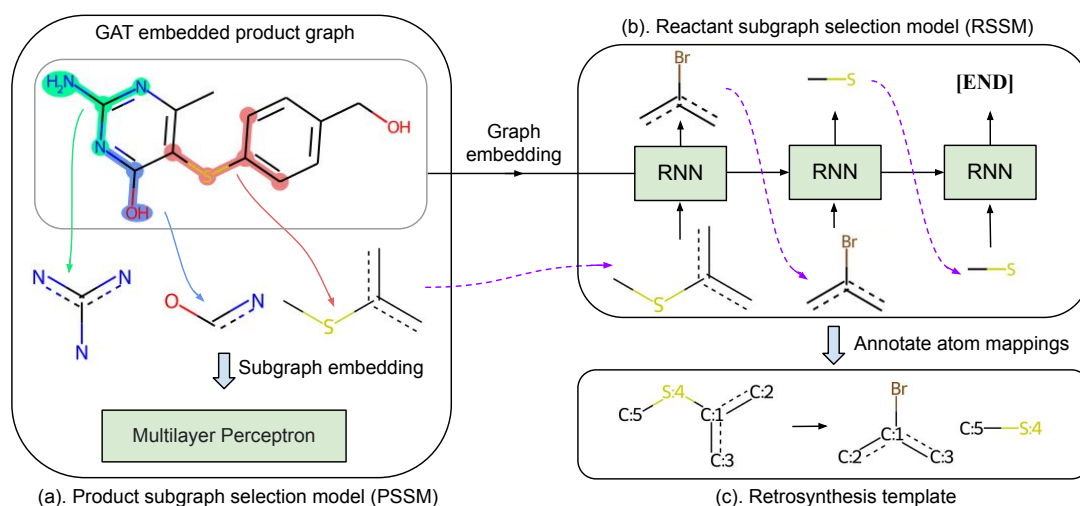 GAT embedded product graph
H2N
N
N
OH
S
OH
N
N
N
O
N
S
Subgraph embedding
Multilayer Perceptron
(a). Product subgraph selection model (PSSM)
Graph
embedding
(b). Reactant subgraph selection model (RSSM)
Br
S
[END]
RNN
RNN
RNN
S
Br
S
Annotate atom mappings
C:5
S:4
C:1
C:2
C:3
Br
C:1
C:2
C:3
C:5
S:4
(c). Retrosynthesis template